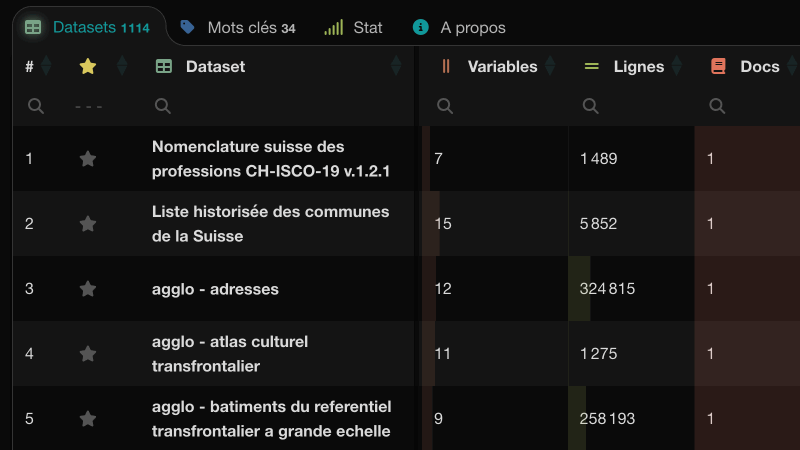 Datasets 1114 Mots clés 34 Stat A propos
# Dataset Variables Lignes Docs
---
1 Nomenclature suisse des professions CH-ISCO-19 v.1.2.1 7 1 489 1
2 Liste historisée des communes de la Suisse 15 5 852 1
3 agglo - adresses 12 324 815 1
4 agglo - atlas culturel transfrontalier 11 1 275 1
5 agglo - batiments du referentiel transfrontalier a grande echelle 9 258 193 1